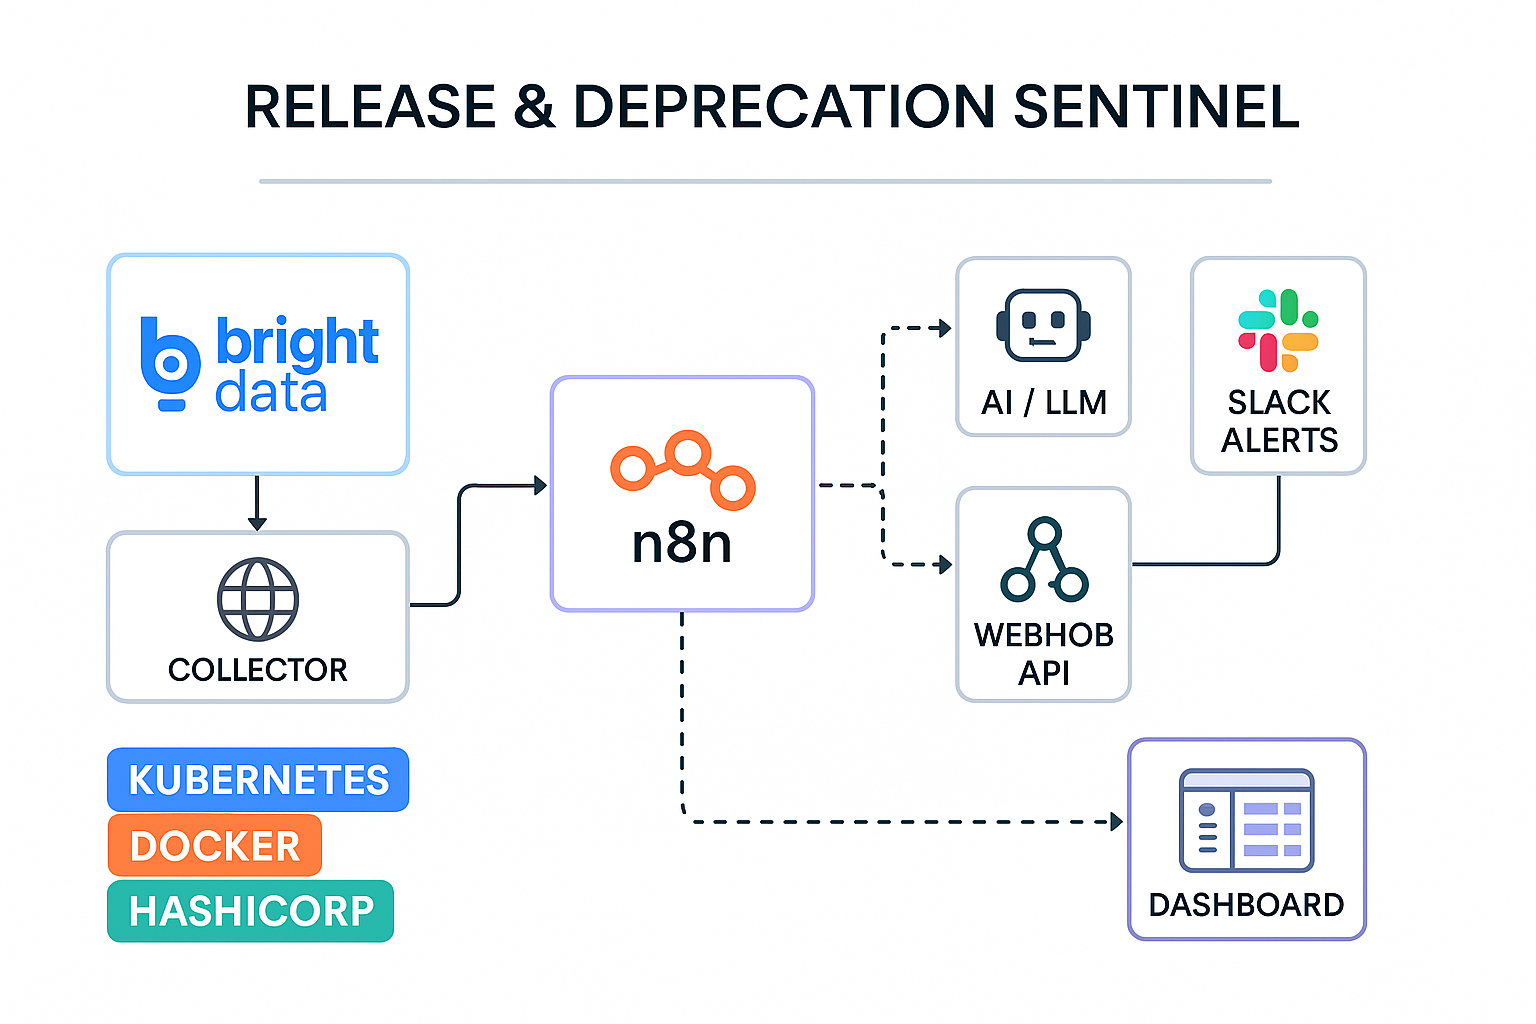 RELEASE & DEPRECATION SENTINEL
bright
data
COLLECTOR
KUBERNETES
DOCKER
HASHICORP
n8n
AI / LLM
SLACK
ALERTS
WEBHOB
API
DASHBOARD